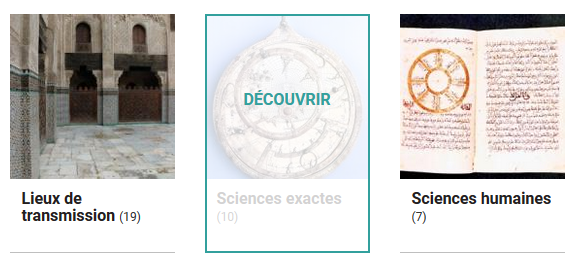 DÉCOUVRIR
Lieux de
transmission (19)
Sciences exactes
(10)
Sciences humaines
(7)